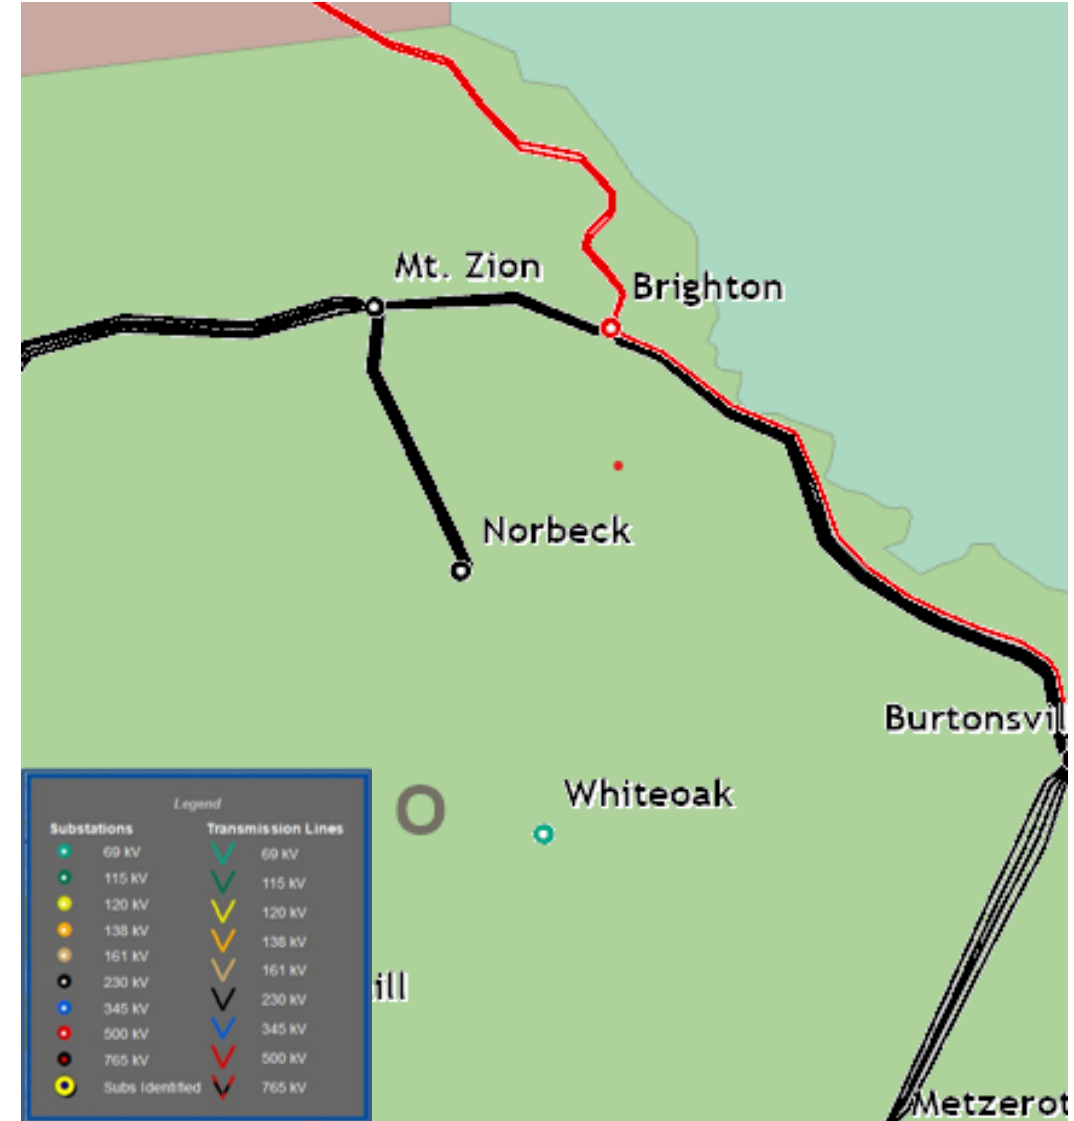 Mt. Zion
Brighton
Norbeck
Burtonsvil
Whiteoak
O
ill
Metzerot
Legend
Substations Transmission Lines
69 kV 69 kV
115 kV 115 kV
120 kV 120 kV
138 kV 138 kV
161 kV 161 kV
230 kV 230 kV
345 kV 345 kV
500 kV 500 kV
765 kV 765 kV
Subs Identified